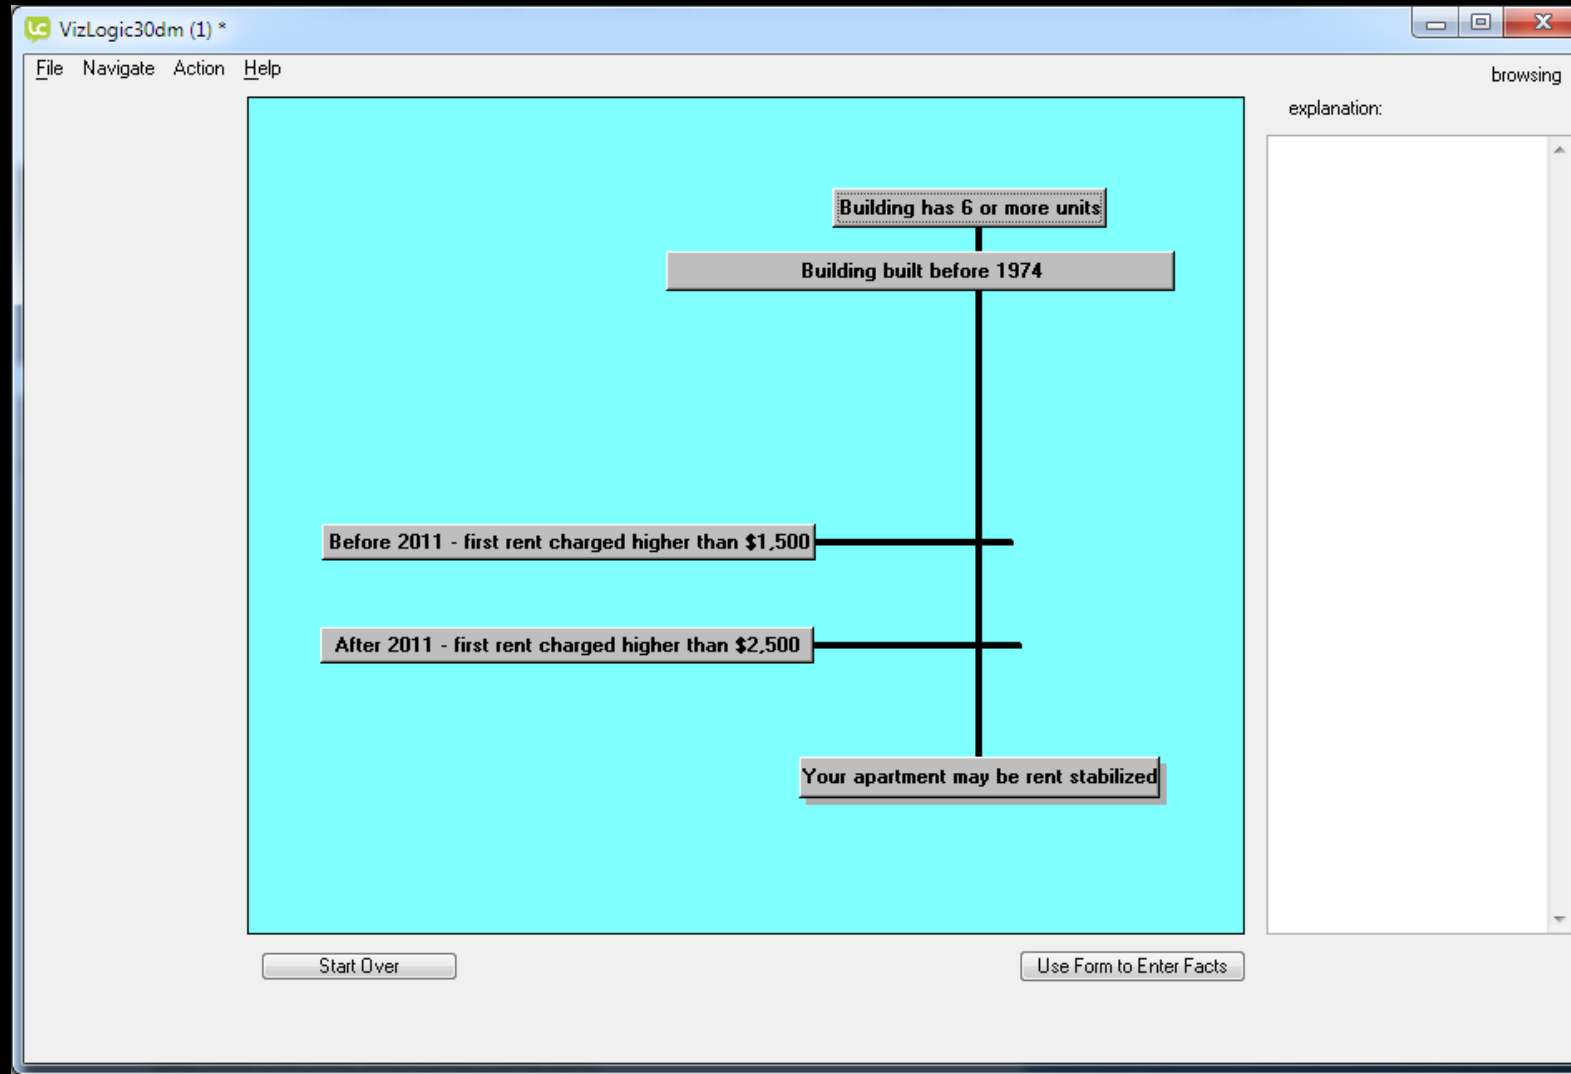 VizLogic30dm (1) *
File Navigate Action Help
browsing
explanation:
Building has 6 or more units
Building built before 1974
Before 2011 - first rent charged higher than $1,500
After 2011 - first rent charged higher than $2,500
Your apartment may be rent stabilized
Start Over
Use Form to Enter Facts